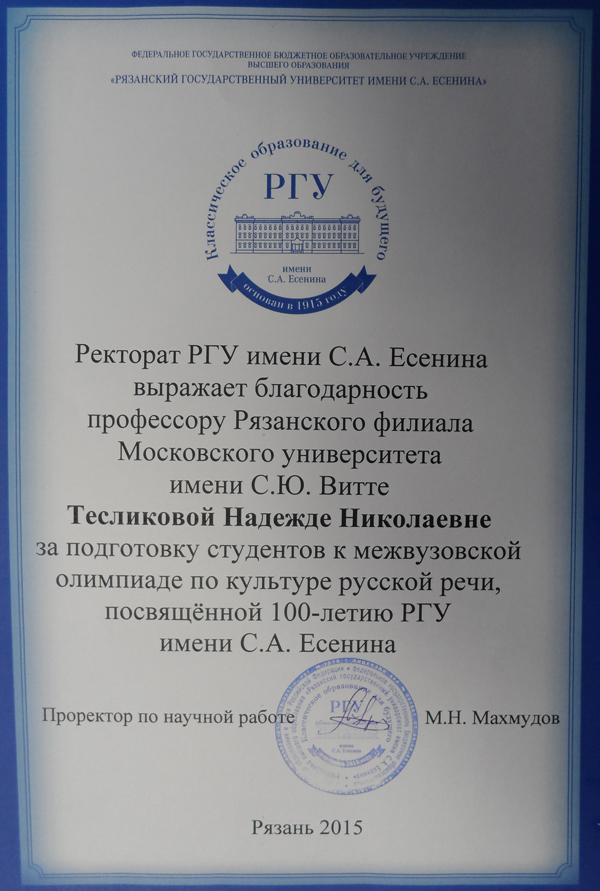 ФЕДЕРАЛЬНОЕ ГОСУДАРСТВЕННОЕ БЮДЖЕТНОЕ ОБРАЗОВАТЕЛЬНОЕ УЧРЕЖДЕНИЕ
ВЫСШЕГО ОБРАЗОВАНИЯ
«РЯЗАНСКИЙ ГОСУДАРСТВЕННЫЙ УНИВЕРСИТЕТ ИМЕНИ С.А. ЕСЕНИНА»
Классическое образование для будущего
РГУ
имени
С.А. Есенина
основан в 1915 году
Ректорат РГУ имени С.А. Есенина
выражает благодарность
профессору Рязанского филиала
Московского университета
имени С.Ю. Витте
Тесликовой Надежде Николаевне
за подготовку студентов к межвузовской
олимпиаде по культуре русской речи,
посвящённой 100-летию РГУ
имени С.А. Есенина
Проректор по научной работе
РГУ
имени
С.А. Есенина
М.Н. Махмудов
Рязань 2015